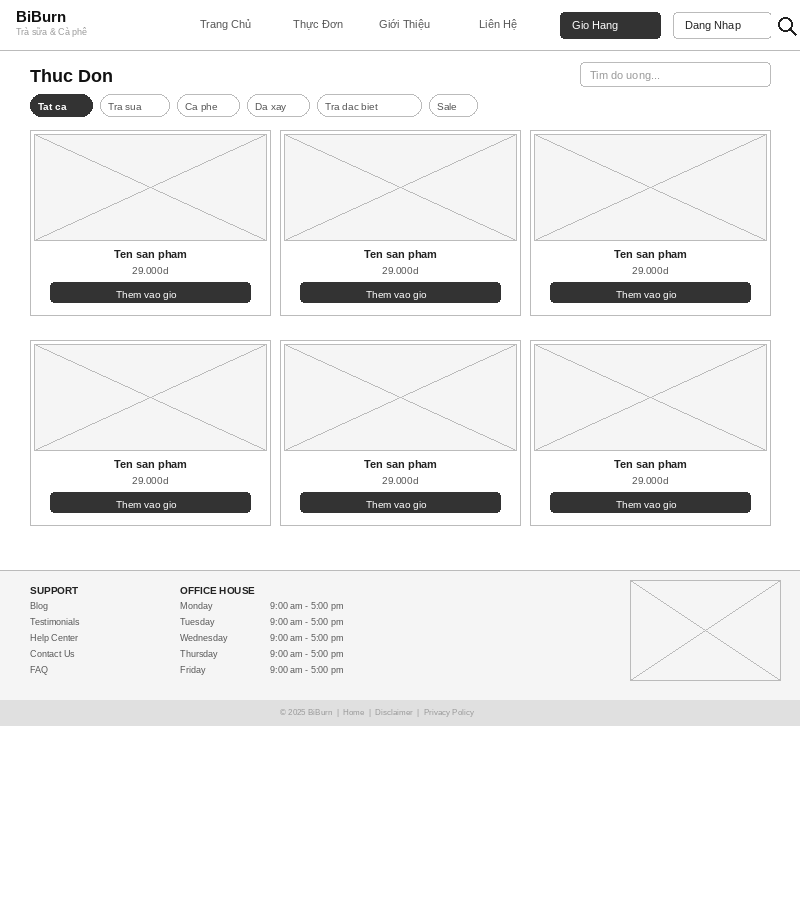 BiBurn
Trà sữa & Cà phê
Trang Chủ Thực Đơn Giới Thiệu Liên Hệ Gio Hang Dang Nhap
Thuc Don
Tim do uong...
Tat ca Tra sua Ca phe Da xay Tra dac biet Sale
Ten san pham Ten san pham Ten san pham
29.000d 29.000d 29.000d
Them vao gio Them vao gio Them vao gio
Ten san pham Ten san pham Ten san pham
29.000d 29.000d 29.000d
Them vao gio Them vao gio Them vao gio
SUPPORT OFFICE HOUSE
Blog Monday 9:00 am - 5:00 pm
Testimonials Tuesday 9:00 am - 5:00 pm
Help Center Wednesday 9:00 am - 5:00 pm
Contact Us Thursday 9:00 am - 5:00 pm
FAQ Friday 9:00 am - 5:00 pm
© 2025 BiBurn | Home | Disclaimer | Privacy Policy